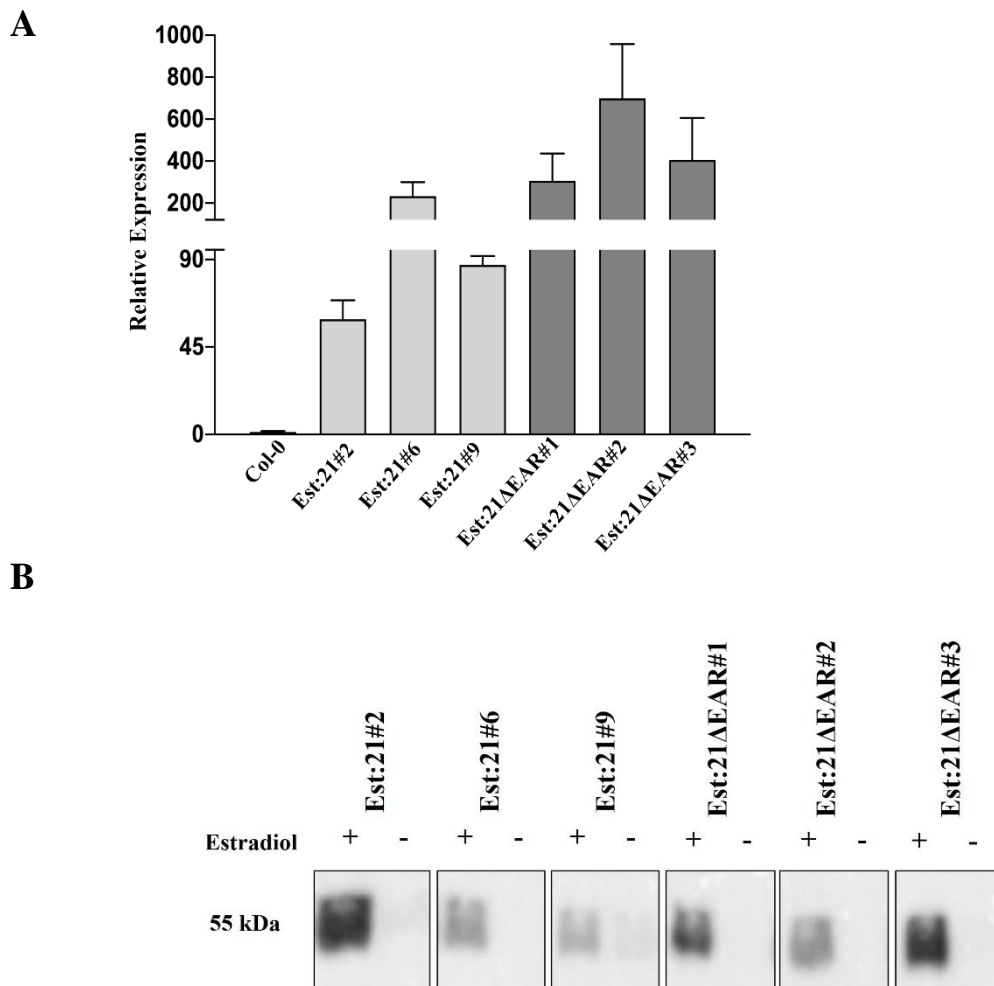 A
1000
800
600
400
200
90
45
0
Relative Expression
Col-0
Est:21#2
Est:21#6
Est:21#9
Est:21ΔEAR#1
Est:21ΔEAR#2
Est:21ΔEAR#3
B
Est:21#2
Est:21#6
Est:21#9
Est:21ΔEAR#1
Est:21ΔEAR#2
Est:21ΔEAR#3
Estradiol + - + - + - + - + - + -
55 kDa